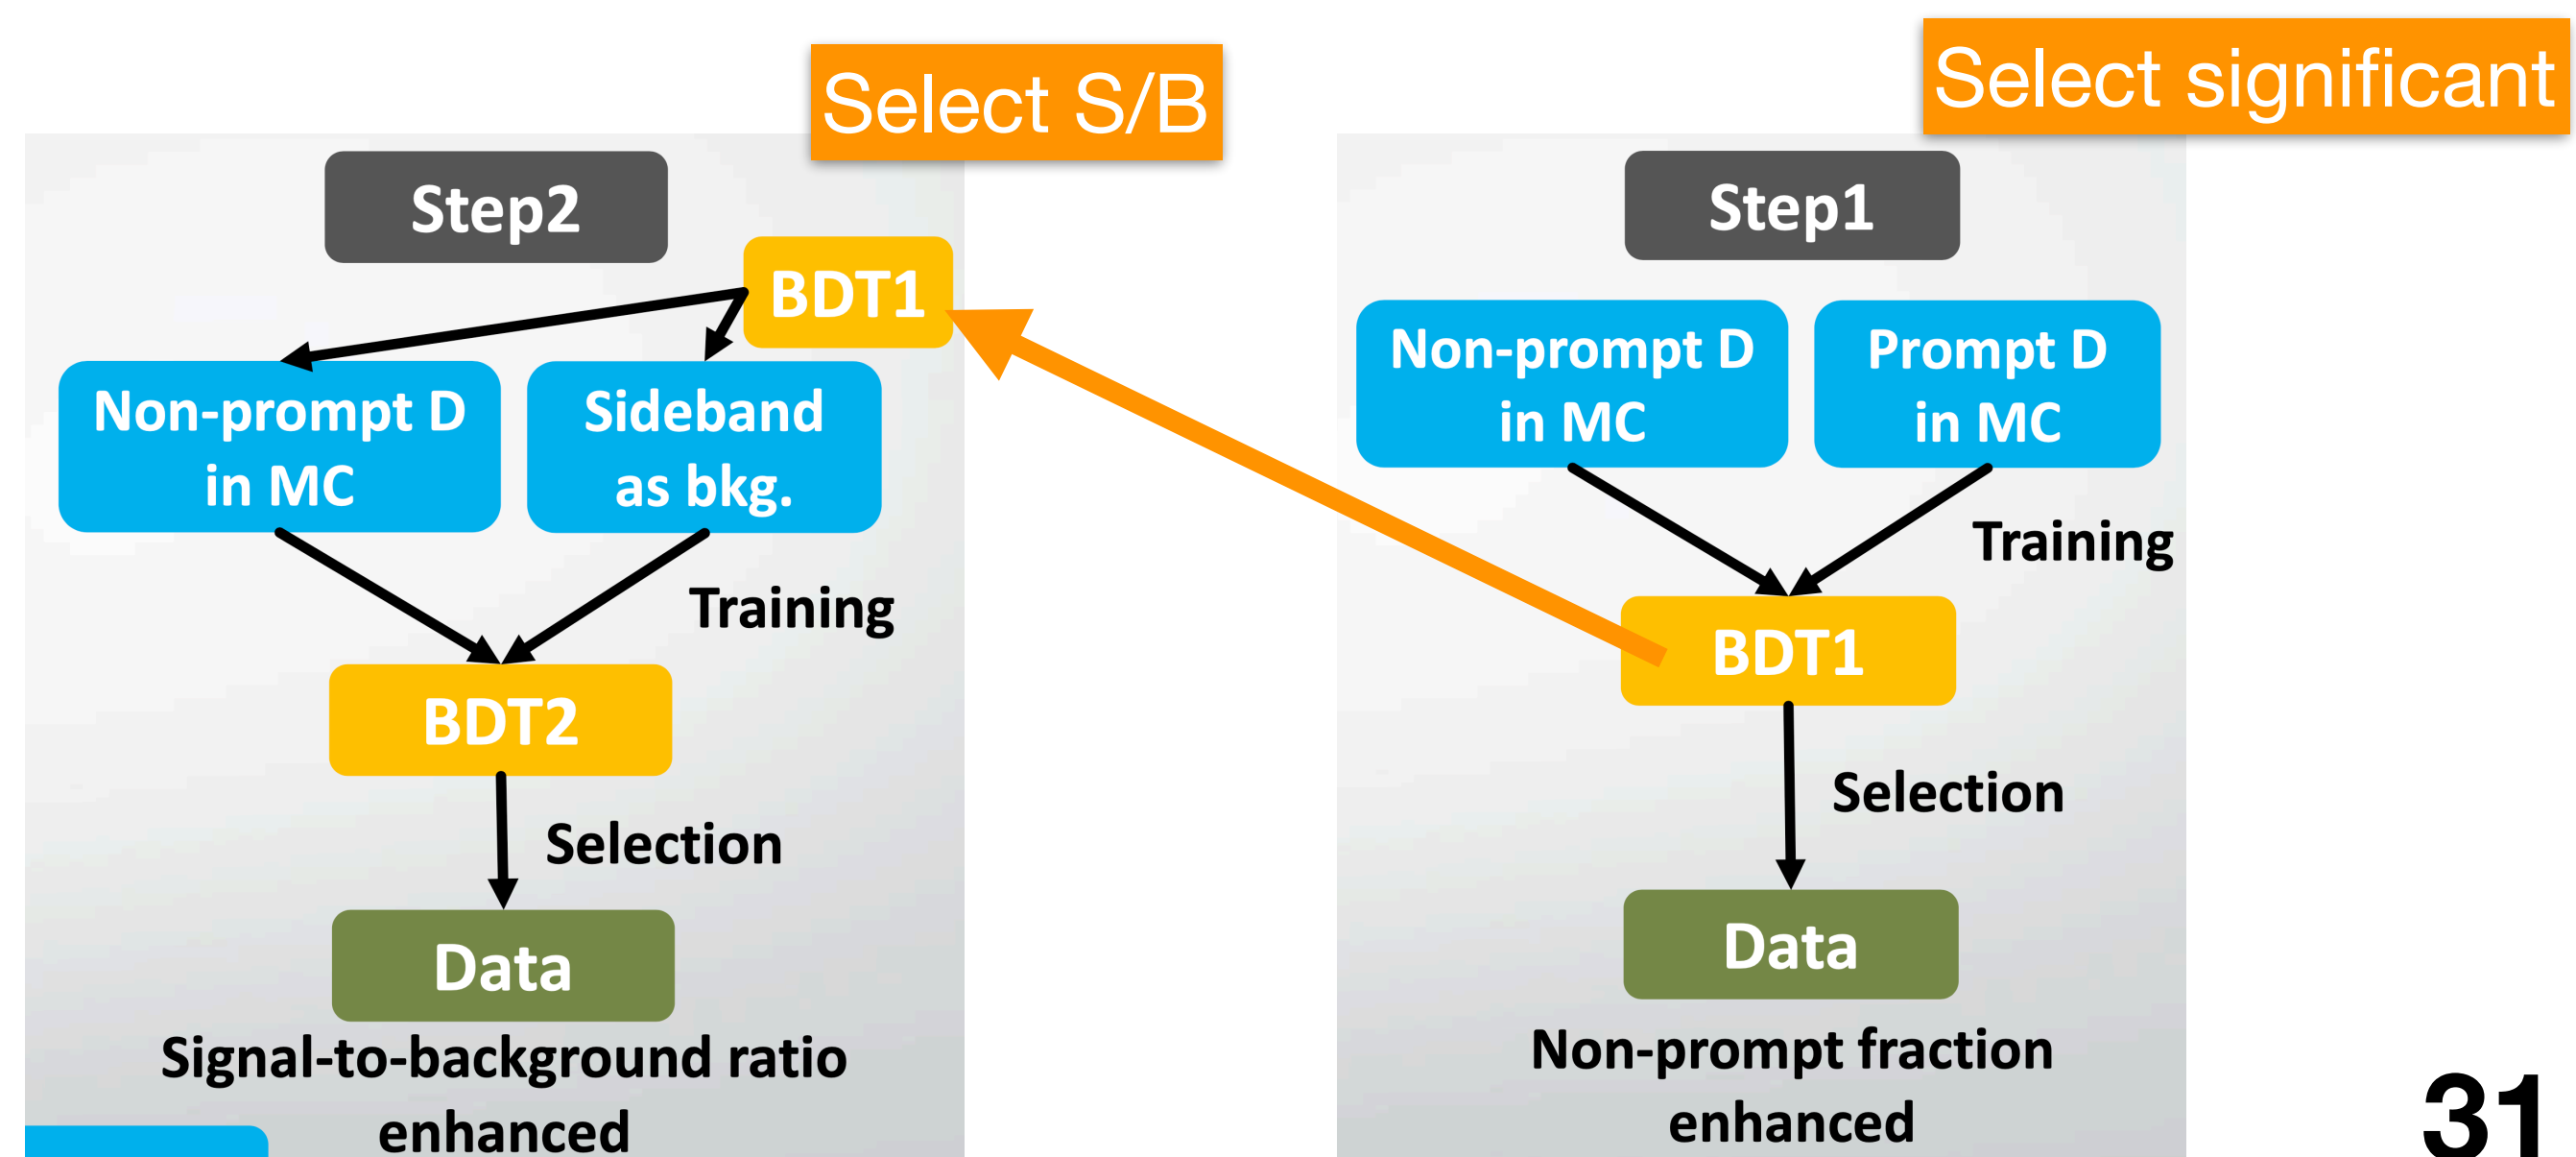 Select S/B
Step2
BDT1
Non-prompt D
in MC
Sideband
as bkg.
Training
BDT2
Selection
Data
Signal-to-background ratio
enhanced
Select significant
Step1
Non-prompt D
in MC
Prompt D
in MC
Training
BDT1
Selection
Data
Non-prompt fraction
enhanced
31